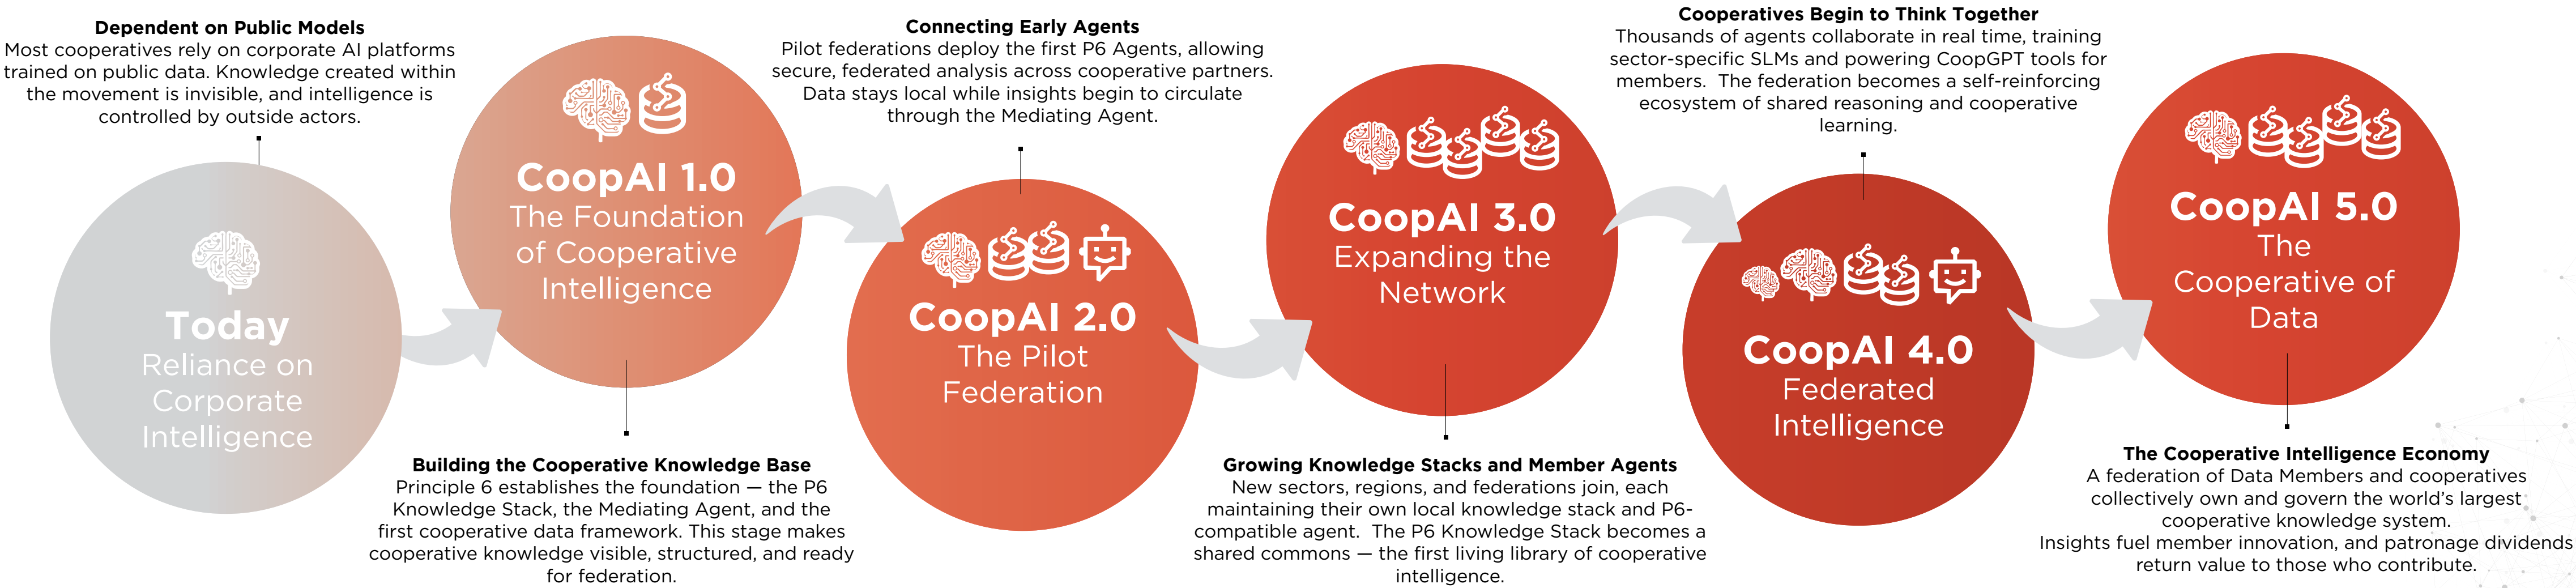 Dependent on Public Models
Most cooperatives rely on corporate AI platforms
trained on public data. Knowledge created within
the movement is invisible, and intelligence is
controlled by outside actors.
Today
Reliance on
Corporate
Intelligence
CoopAI 1.0
The Foundation
of Cooperative
Intelligence
Building the Cooperative Knowledge Base
Principle 6 establishes the foundation — the P6
Knowledge Stack, the Mediating Agent, and the
first cooperative data framework. This stage makes
cooperative knowledge visible, structured, and ready
for federation.
Connecting Early Agents
Pilot federations deploy the first P6 Agents, allowing
secure, federated analysis across cooperative partners.
Data stays local while insights begin to circulate
through the Mediating Agent.
CoopAI 2.0
The Pilot
Federation
CoopAI 3.0
Expanding the
Network
Growing Knowledge Stacks and Member Agents
New sectors, regions, and federations join, each
maintaining their own local knowledge stack and P6-
compatible agent. The P6 Knowledge Stack becomes a
shared commons — the first living library of cooperative
intelligence.
Cooperatives Begin to Think Together
Thousands of agents collaborate in real time, training
sector-specific SLMs and powering CoopGPT tools for
members. The federation becomes a self-reinforcing
ecosystem of shared reasoning and cooperative
learning.
CoopAI 4.0
Federated
Intelligence
CoopAI 5.0
The
Cooperative of
Data
The Cooperative Intelligence Economy
A federation of Data Members and cooperatives
collectively own and govern the world’s largest
cooperative knowledge system.
Insights fuel member innovation, and patronage dividends
return value to those who contribute.